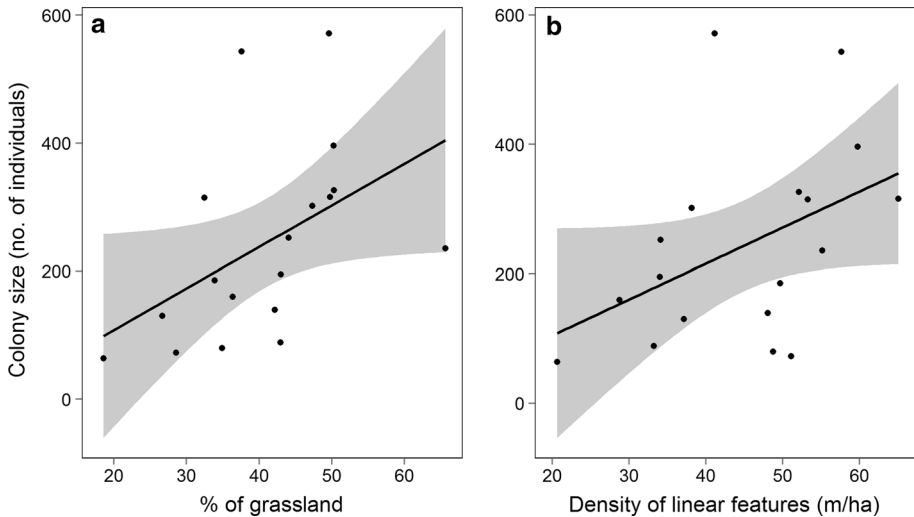 a
b
Colony size (no. of individuals)
600
400
200
0
20 30 40 50 60
% of grassland
600
400
200
0
20 30 40 50 60
Density of linear features (m/ha)